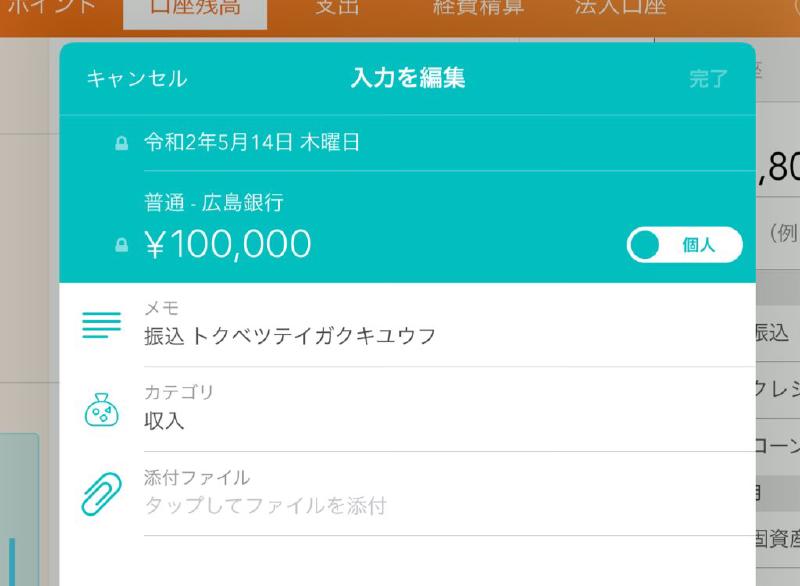 ポイント 口座残高 支出 経費精算 法人口座
キャンセル 入力を編集 完了
令和2年5月14日 木曜日
普通 - 広島銀行
¥100,000 個人
,80
(例
メモ
振込 トクベツテイガクキユウフ
振込
カテゴリ
収入
クレジ
ローン
添付ファイル
タップしてファイルを添付
固資産